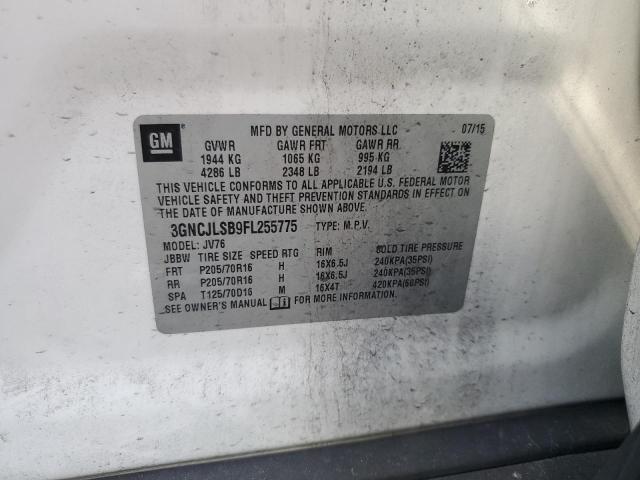 GM
MFD BY GENERAL MOTORS LLC 07/15
GVWR GAWR FRT GAWR RR
1944 KG 1065 KG 995 KG
4286 LB 2348 LB 2194 LB
THIS VEHICLE CONFORMS TO ALL APPLICABLE U.S. FEDERAL MOTOR
VEHICLE SAFETY AND THEFT PREVENTION STANDARDS IN EFFECT ON
THE DATE OF MANUFACTURE SHOWN ABOVE.
3GNCJLSB9FL255775 TYPE: M.P.V.
MODEL: JV76
JBBW TIRE SIZE SPEED RTG RIM COLD TIRE PRESSURE
FRT P205/70R16 H 16X6.5J 240KPA(35PSI)
RR P205/70R16 H 16X6.5J 240KPA(35PSI)
SPA T125/70D16 M 16X4T 420KPA(60PSI)
SEE OWNER'S MANUAL FOR MORE INFORMATION.